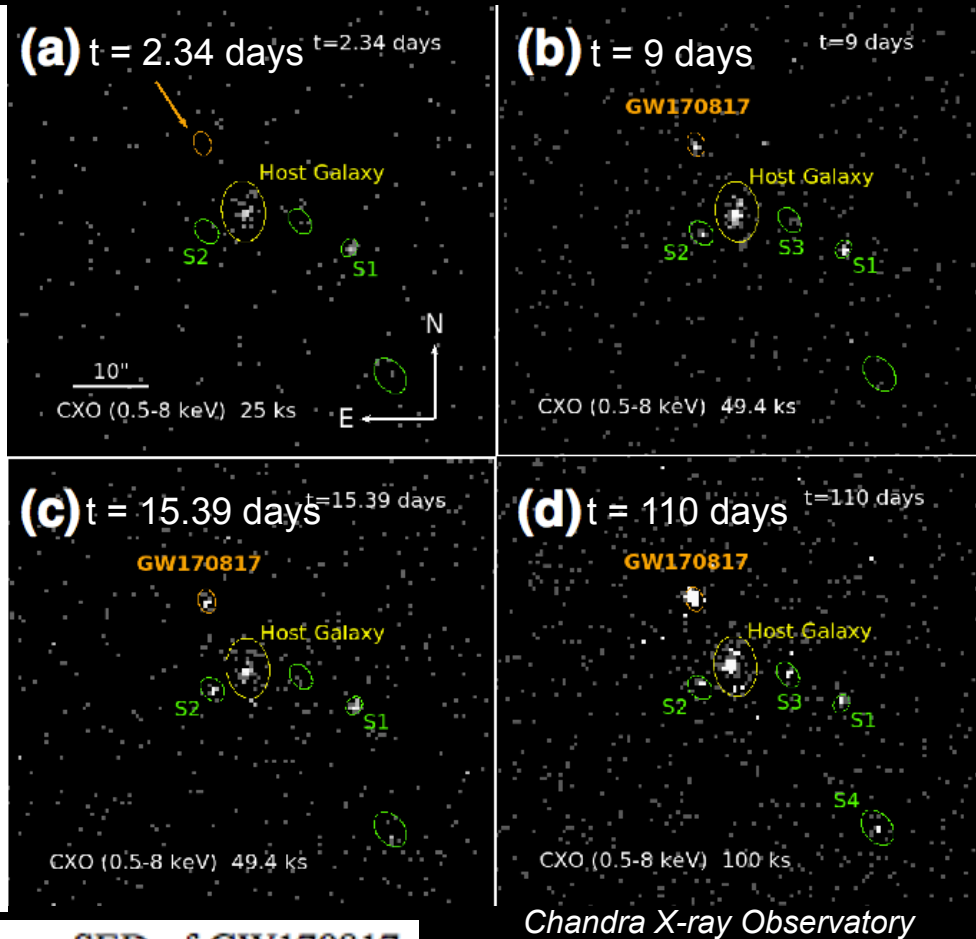 (a) t = 2.34 days
t=2.34 days
Host Galaxy
S2
S1
N
10"
E
CXO (0.5-8 keV) 25 ks
(b) t = 9 days
t=9 days
GW170817
Host Galaxy
S2
S3
S1
CXO (0.5-8 keV) 49.4 ks
(c) t = 15.39 days
t=15.39 days
GW170817
Host Galaxy
S2
S1
CXO (0.5-8 keV) 49.4 ks
(d) t = 110 days
t=110 days
GW170817
Host Galaxy
S2
S3
S1
S4
CXO (0.5-8 keV) 100 ks
Chandra X-ray Observatory
SED of GW170817